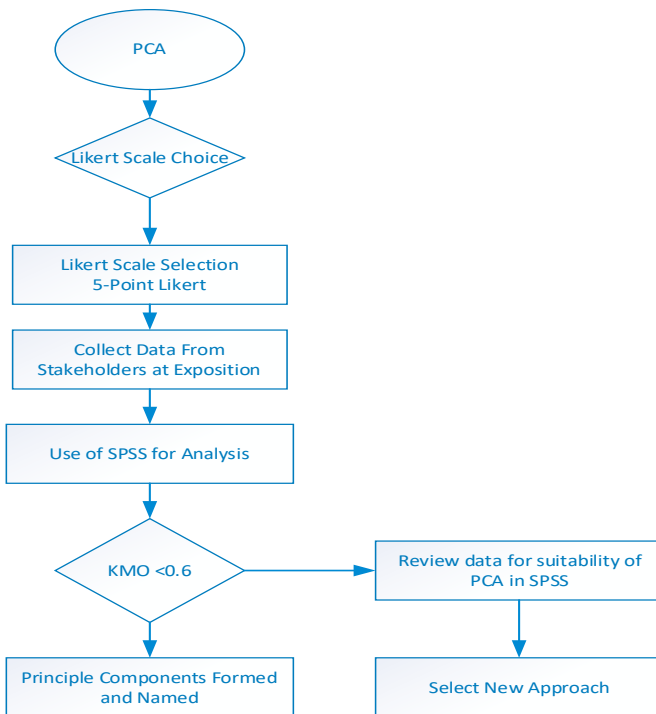 PCA
Likert Scale Choice
Likert Scale Selection
5-Point Likert
Collect Data From
Stakeholders at Exposition
Use of SPSS for Analysis
KMO <0.6
Review data for suitability of
PCA in SPSS
Principle Components Formed
and Named
Select New Approach